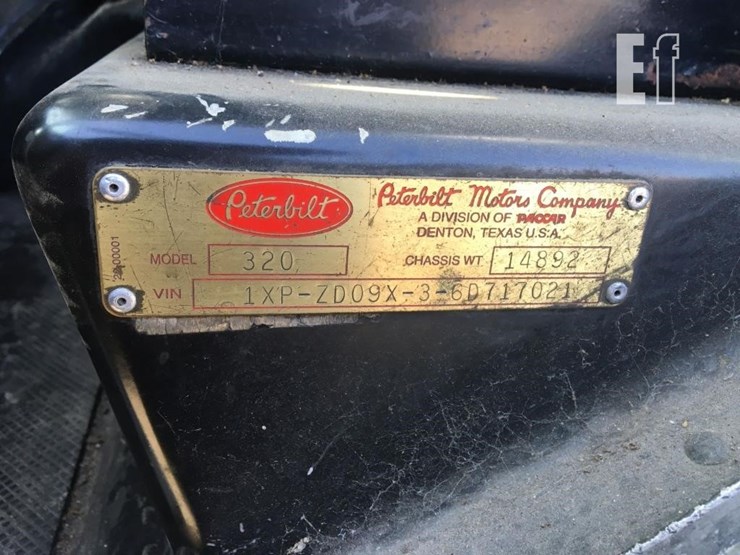 Ef
Peterbilt
Peterbilt Motors Company
A DIVISION OF PACCAR
DENTON, TEXAS U.S.A.
MODEL 320 CHASSIS WT 14892
VIN 1XP-ZD09X-3-6D717021